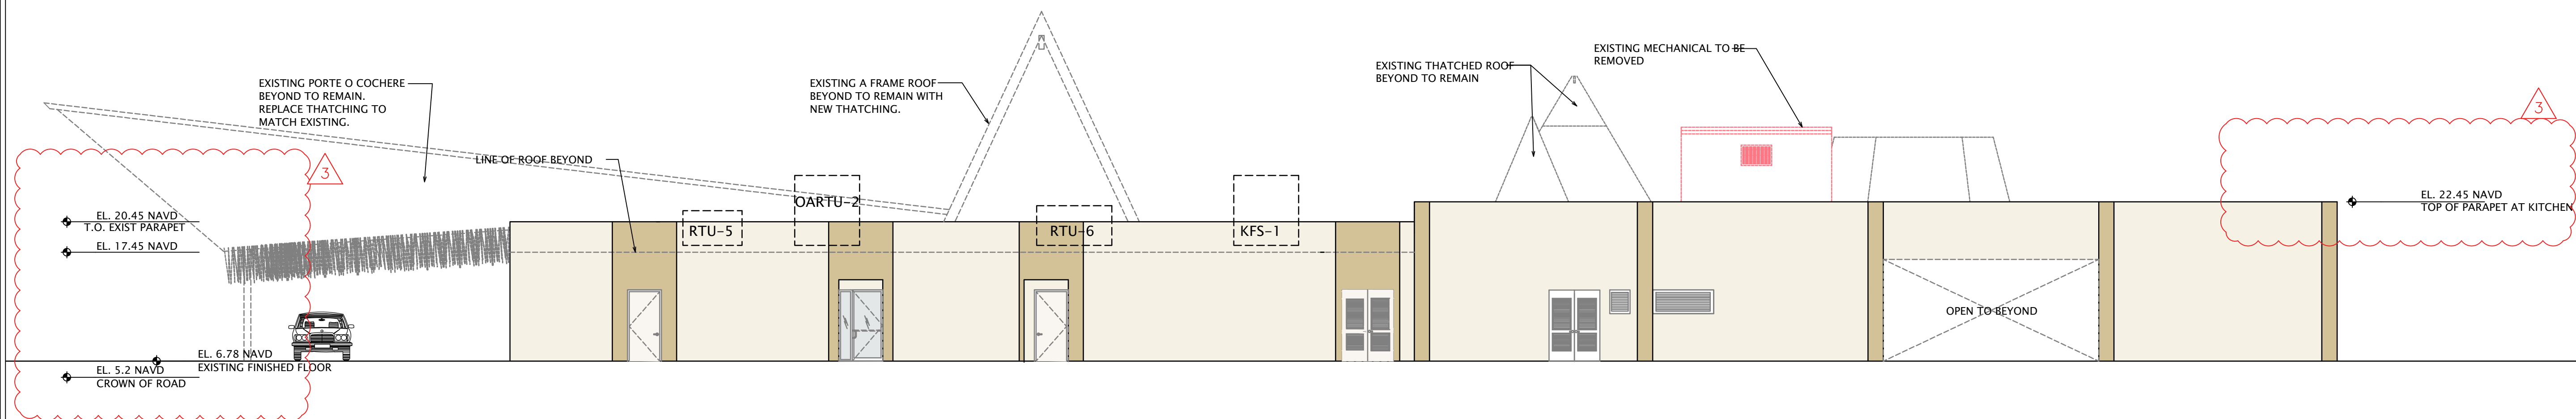 EXISTING PORTE O COCHERE
BEYOND TO REMAIN.
REPLACE THATCHING TO
MATCH EXISTING.
EXISTING A FRAME ROOF
BEYOND TO REMAIN WITH
NEW THATCHING.
EXISTING THATCHED ROOF
BEYOND TO REMAIN
EXISTING MECHANICAL TO BE
REMOVED
3
3
LINE OF ROOF BEYOND
EL. 20.45 NAVD
T.O. EXIST PARAPET
EL. 17.45 NAVD
RTU-5
OARTU-2
RTU-6
KFS-1
EL. 22.45 NAVD
TOP OF PARAPET AT KITCHEN
OPEN TO BEYOND
EL. 6.78 NAVD
EXISTING FINISHED FLOOR
EL. 5.2 NAVD
CROWN OF ROAD